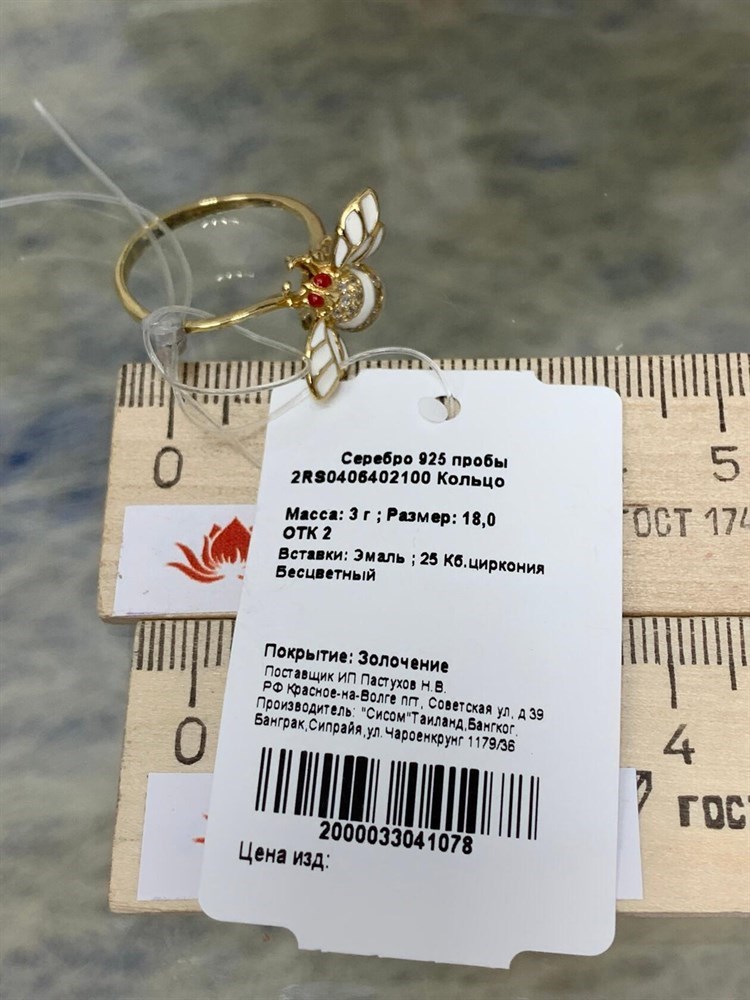 Серебро 925 пробы
2RS0406402100 Кольцо
Масса: 3 г ; Размер: 18,0
ОТК 2
Вставки: Эмаль ; 25 Кб.циркония
Бесцветный
Покрытие: Золочение
Поставщик ИП Пастухов Н.В.
РФ Красное-на-Волге пгт, Советская ул, д 39
Производитель: "Сисом"Таиланд,Бангког,
Банграк,Сипрайя,ул.Чароенкрунг 1179/36
2000033041078
Цена изд:
0
5
ГОСТ 174
0
4
ГОС